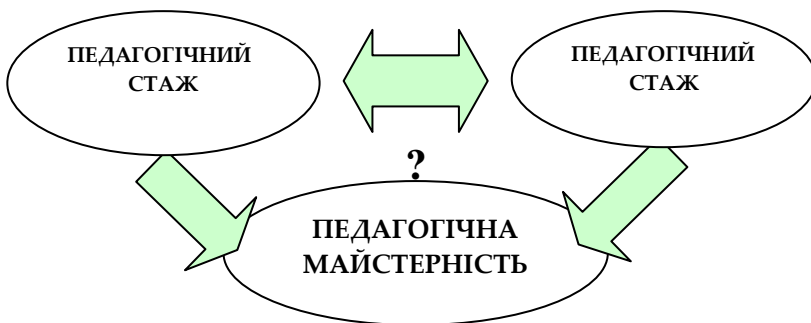 ПЕДАГОГІЧНИЙ
СТАЖ
ПЕДАГОГІЧНИЙ
СТАЖ
?
ПЕДАГОГІЧНА
МАЙСТЕРНІСТЬ